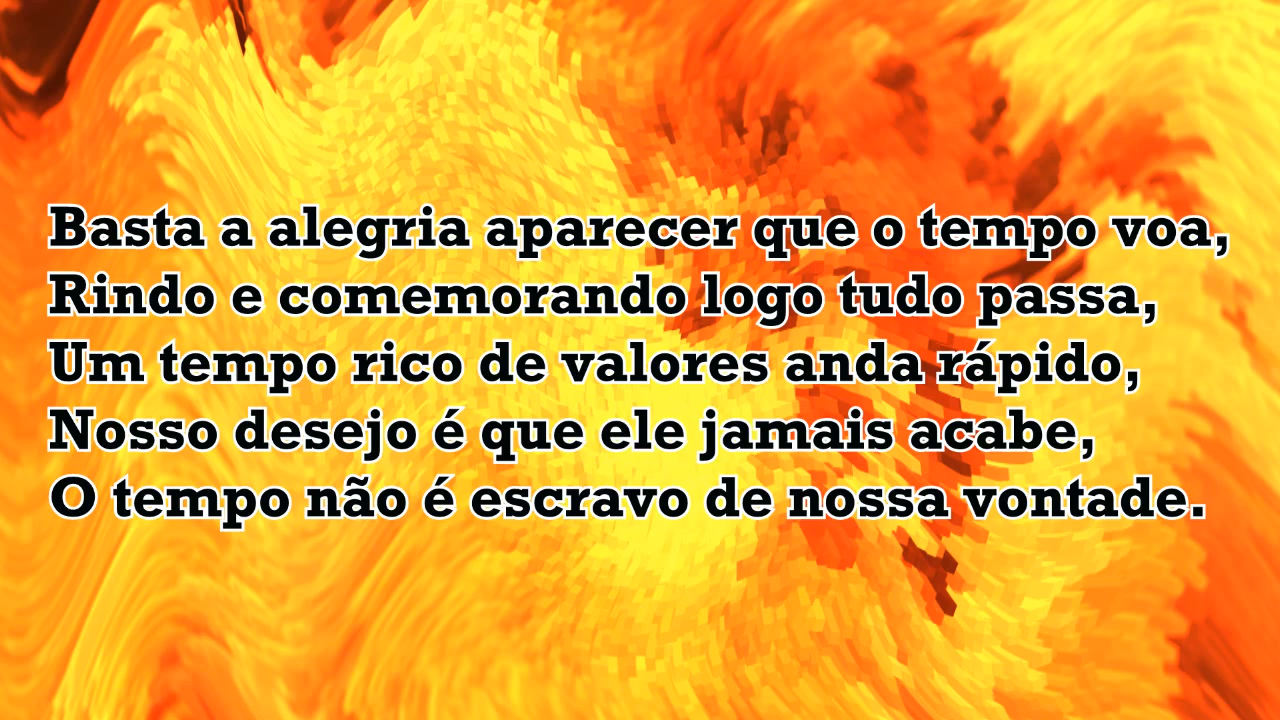 Basta a alegria aparecer que o tempo voa,
Rindo e comemorando logo tudo passa,
Um tempo rico de valores anda rápido,
Nosso desejo é que ele jamais acabe,
O tempo não é escravo de nossa vontade.